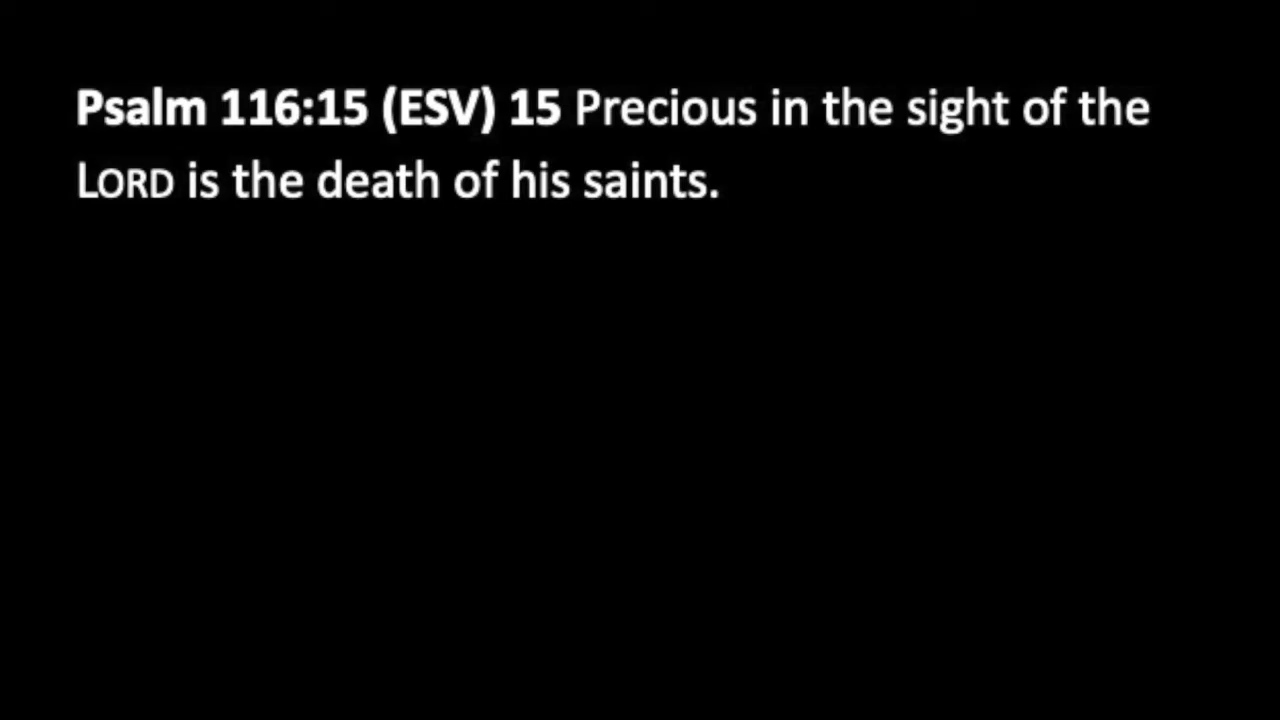 Psalm 116:15 (ESV) 15 Precious in the sight of the
LORD is the death of his saints.